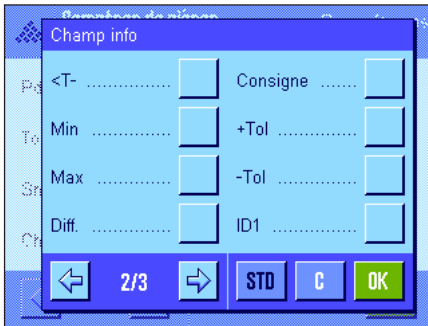 Champ info
<T- ............... Consigne .......
Min ............... +Tol ...............
Max ............... -Tol ...............
Diff. ............... ID1 ...............
2/3 STD C OK